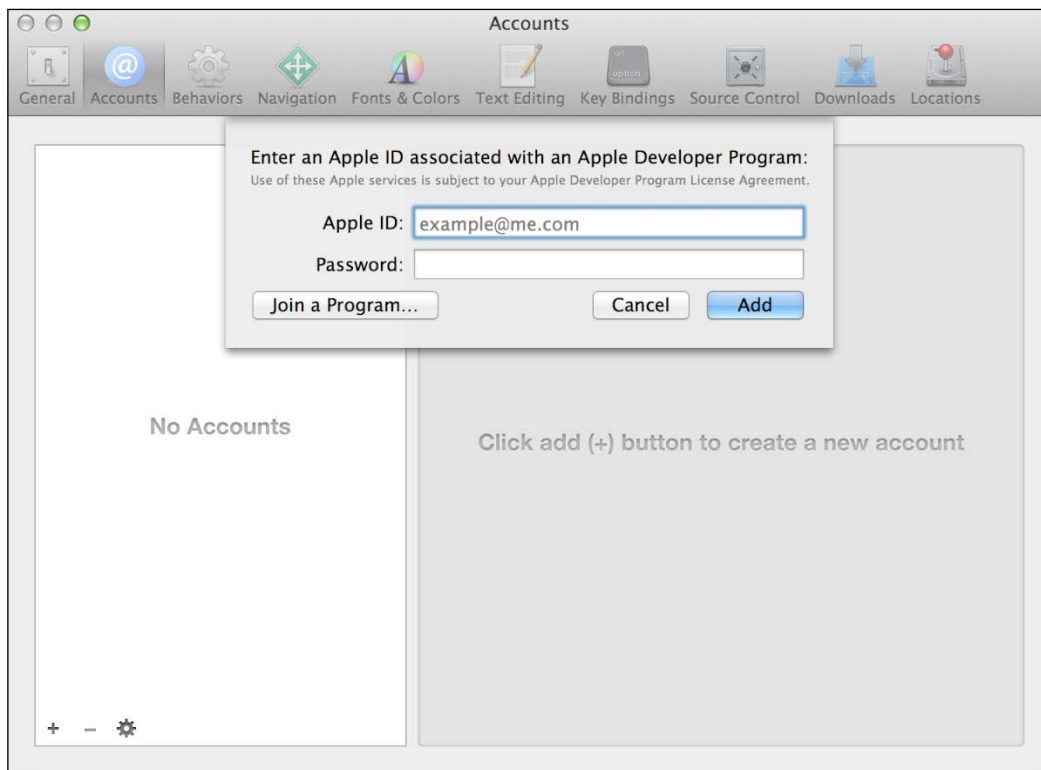 Accounts
General Accounts Behaviors Navigation Fonts & Colors Text Editing Key Bindings Source Control Downloads Locations
alt
option
Enter an Apple ID associated with an Apple Developer Program:
Use of these Apple services is subject to your Apple Developer Program License Agreement.
Apple ID: example@me.com
Password:
Join a Program... Cancel Add
No Accounts
Click add (+) button to create a new account